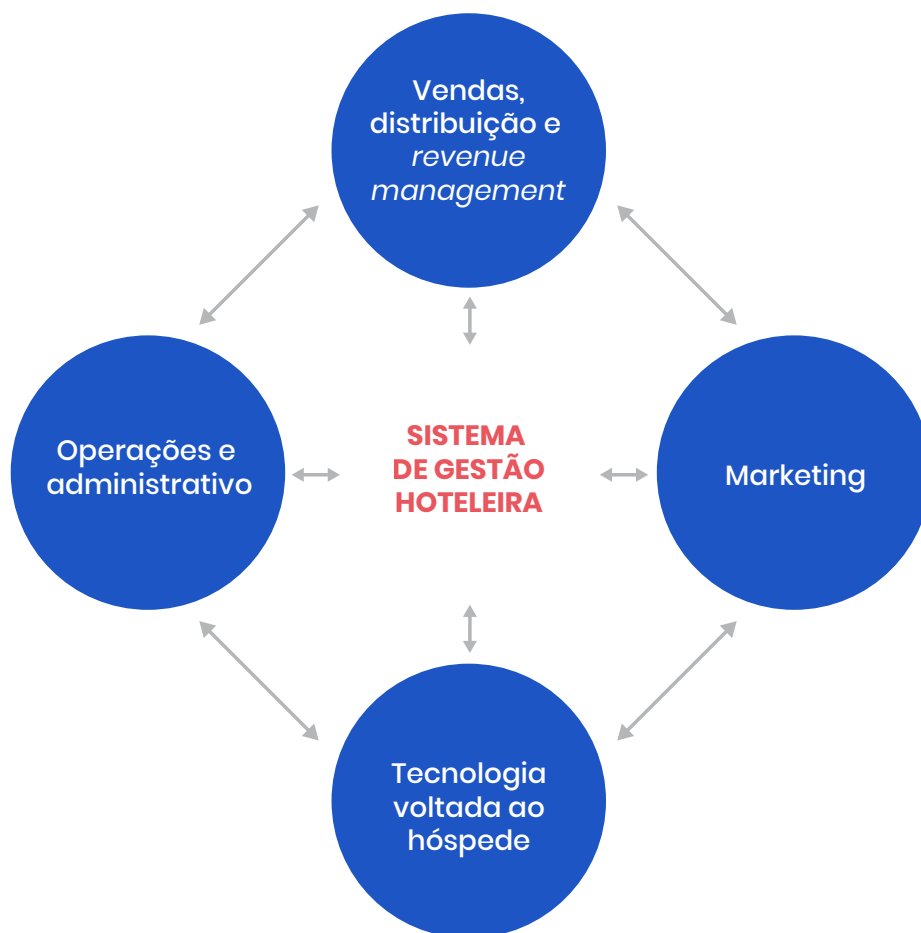 Vendas,
distribuição e
revenue
management
Operações e
administrativo
SISTEMA
DE GESTÃO
HOTELEIRA
Marketing
Tecnologia
voltada ao
hóspede